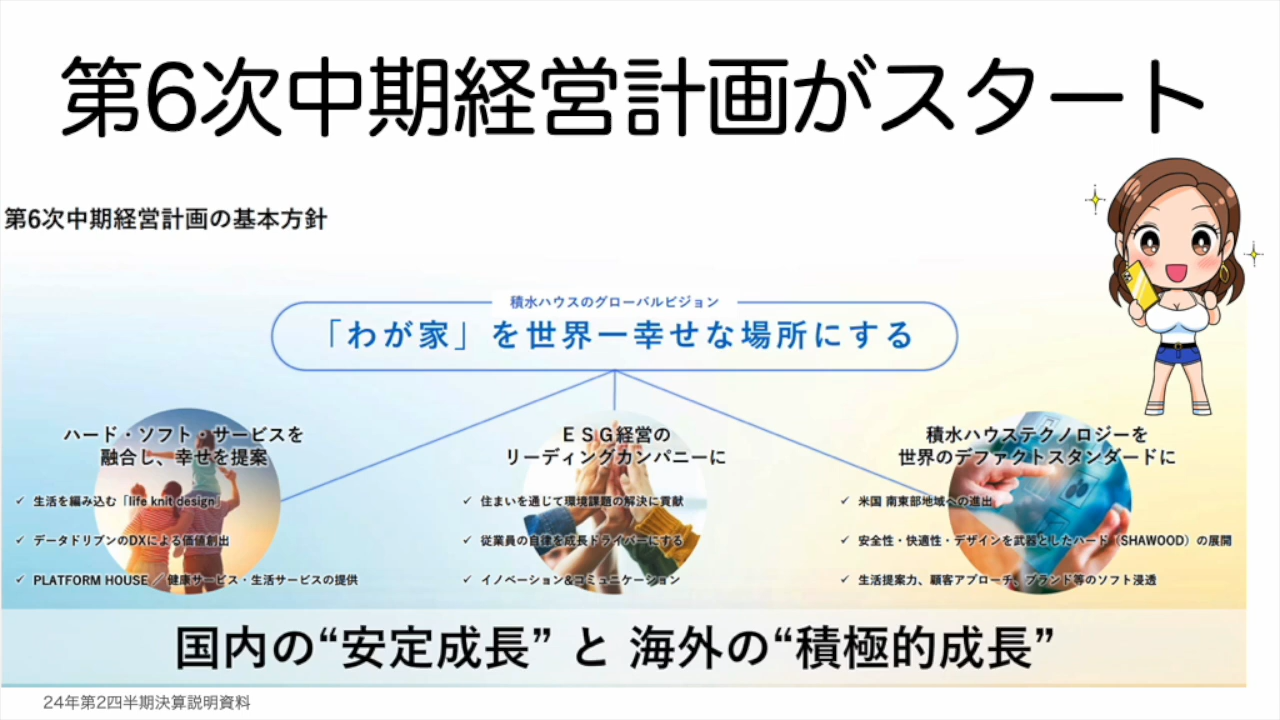 第6次中期経営計画がスタート
第6次中期経営計画の基本方針
積水ハウスのグローバルビジョン
「わが家」を世界一幸せな場所にする
ハード・ソフト・サービスを
融合し、幸せを提案
✓ 生活を編み込む「life knit design」
✓ データドリブンのDXによる価値創出
✓ PLATFORM HOUSE ／ 健康サービス・生活サービスの提供
ＥＳＧ経営の
リーディングカンパニーに
✓ 住まいを通じて環境課題の解決に貢献
✓ 従業員の自律を成長ドライバーにする
✓ イノベーション&コミュニケーション
積水ハウステクノロジーを
世界のデファクトスタンダードに
✓ 米国 南東部地域への進出
✓ 安全性・快適性・デザインを武器としたハード（SHAWOOD）の展開
✓ 生活提案力、顧客アプローチ、ブランド等のソフト浸透
国内の“安定成長” と 海外の“積極的成長”
24年第2四半期決算説明資料